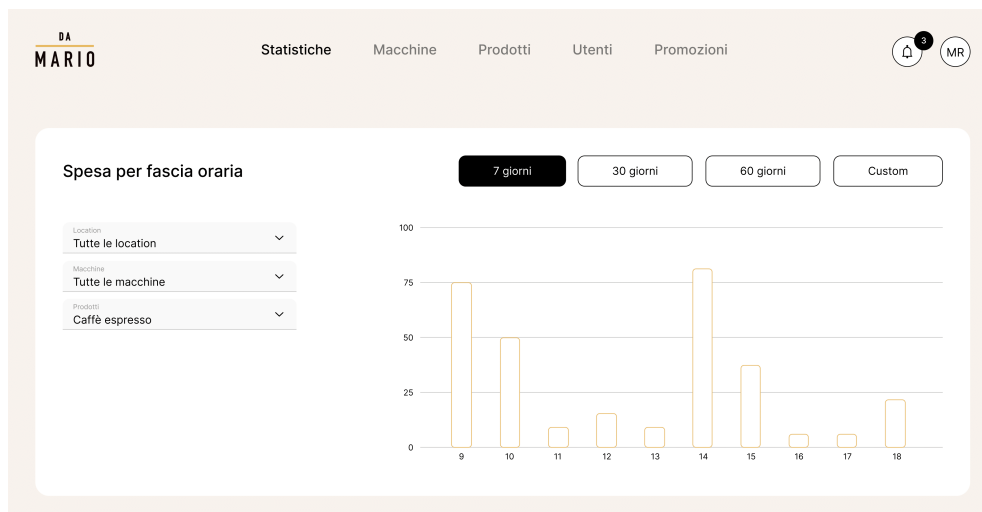 DA
MARIO
Statistiche Macchine Prodotti Utenti Promozioni
3
MR
Spesa per fascia oraria
7 giorni 30 giorni 60 giorni Custom
Location
Tutte le location
Macchine
Tutte le macchine
Prodotti
Caffè espresso
100
75
50
25
0
9 10 11 12 13 14 15 16 17 18